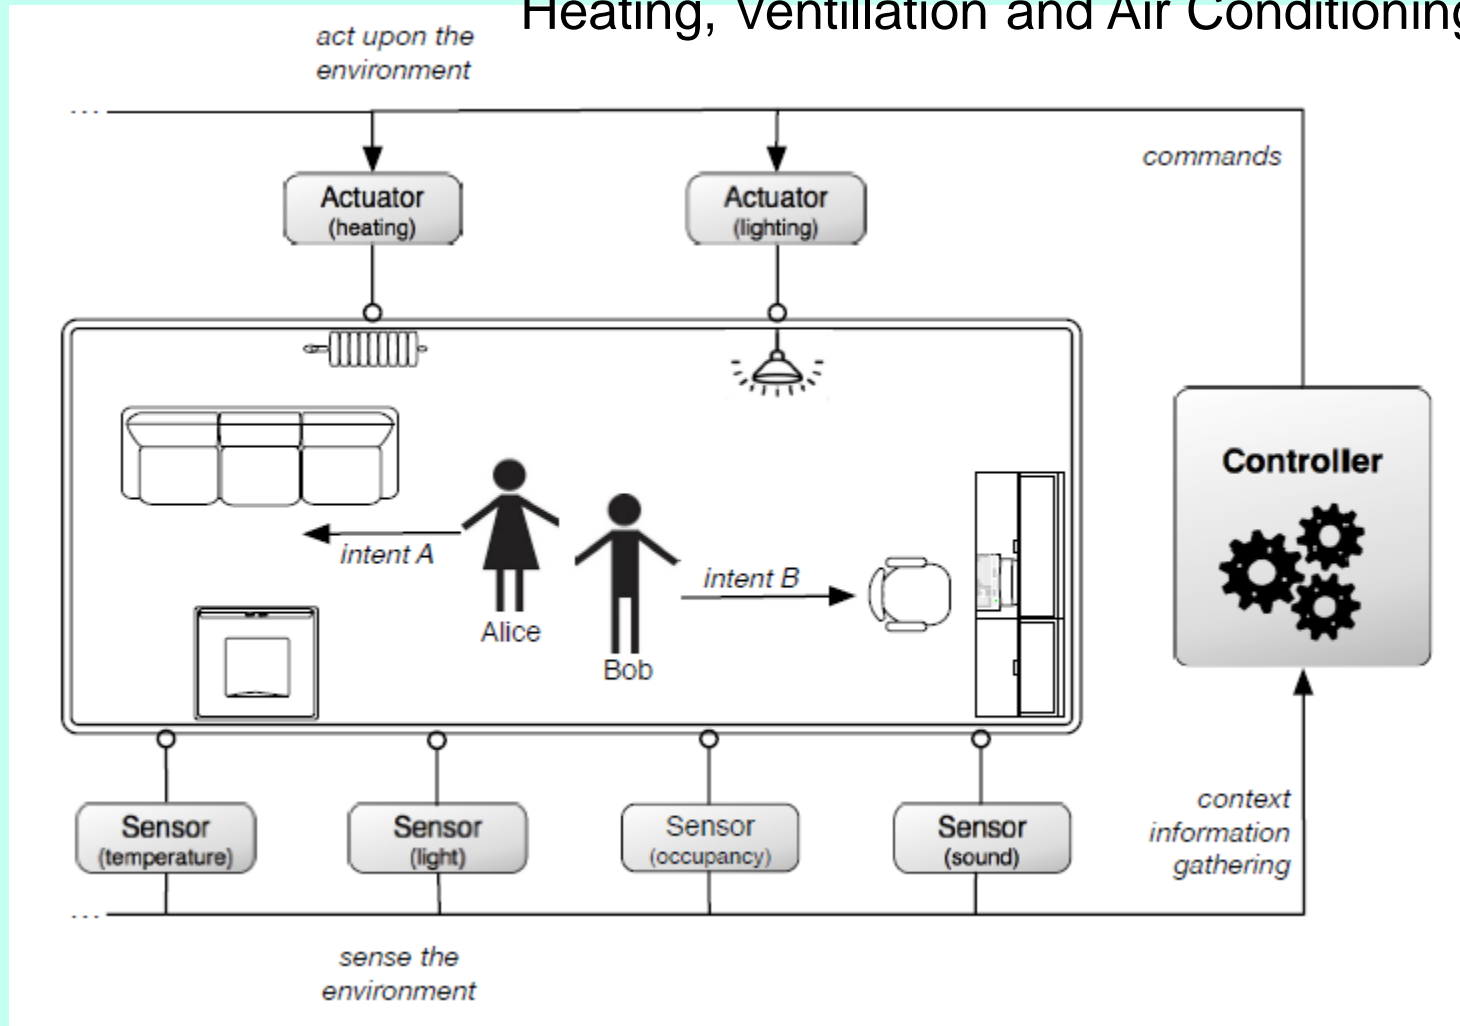 Heating, Ventillation and Air Conditioning
act upon the
environment
...
commands
Actuator
(heating)
Actuator
(lighting)
Controller
intent A
intent B
Alice
Bob
Sensor
(temperature)
Sensor
(light)
Sensor
(occupancy)
Sensor
(sound)
context
information
gathering
...
sense the
environment